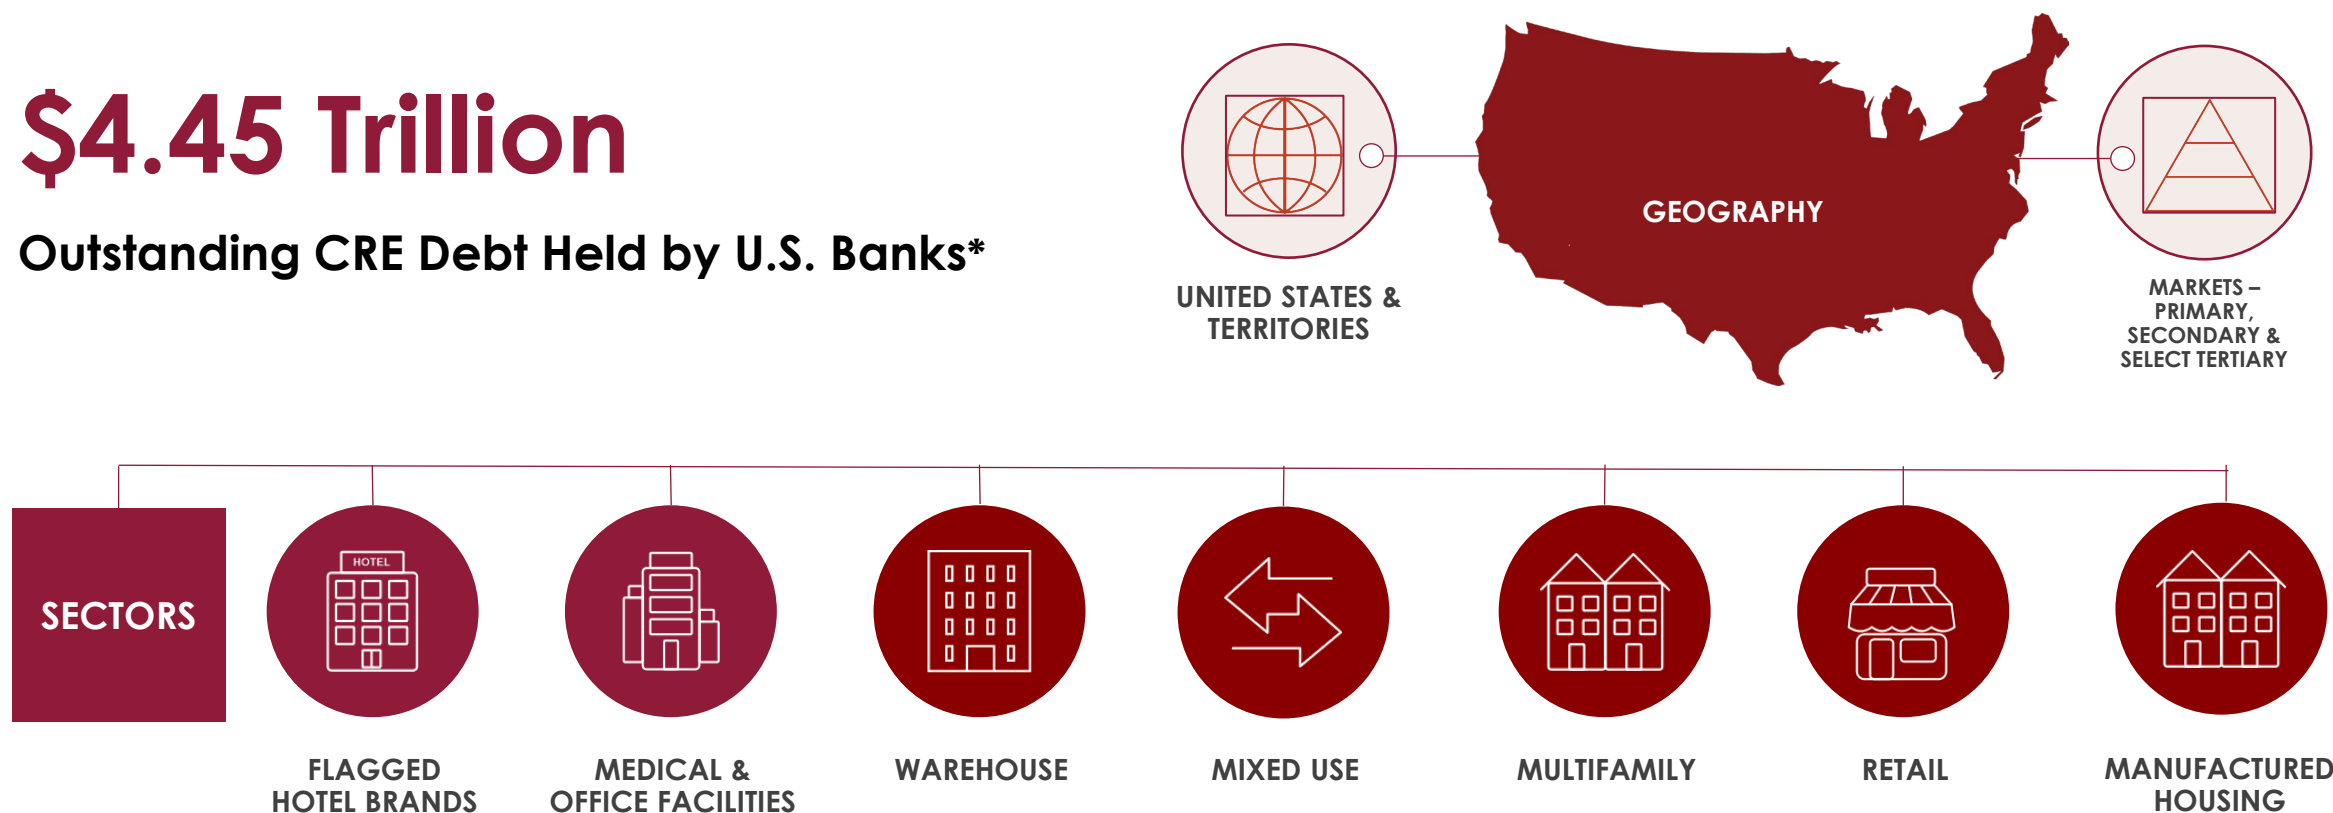 $4.45 Trillion
Outstanding CRE Debt Held by U.S. Banks*
UNITED STATES &
TERRITORIES
GEOGRAPHY
MARKETS –
PRIMARY,
SECONDARY &
SELECT TERTIARY
SECTORS
HOTEL
FLAGGED
HOTEL BRANDS
MEDICAL &
OFFICE FACILITIES
WAREHOUSE
MIXED USE
MULTIFAMILY
RETAIL
MANUFACTURED
HOUSING